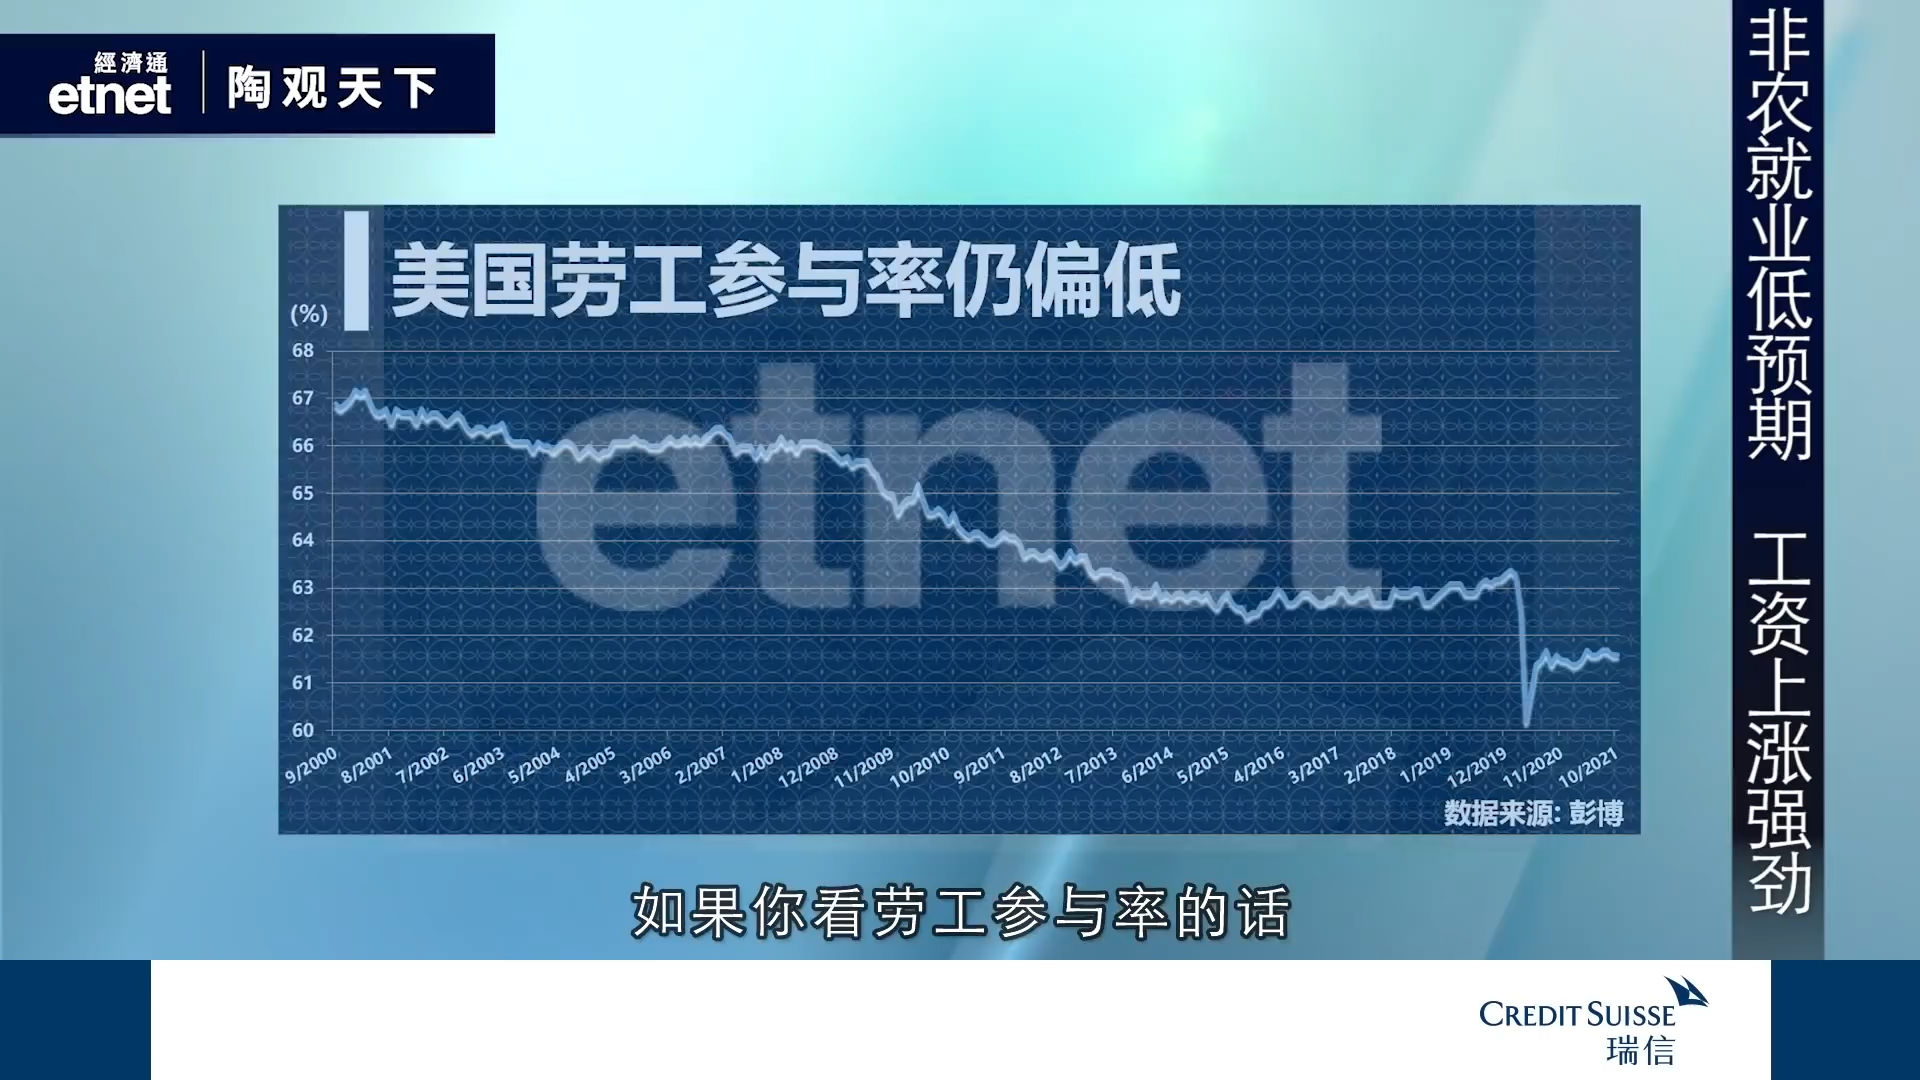 經濟通
etnet
陶观天下
非农就业低预期 工资上涨强劲
美国劳工参与率仍偏低
(%)
68
67
66
65
64
63
62
61
60
etnet
9/2000 8/2001 7/2002 6/2003 5/2004 4/2005 3/2006 2/2007 1/2008 12/2008 11/2009 10/2010 9/2011 8/2012 7/2013 6/2014 5/2015 4/2016 3/2017 2/2018 1/2019 12/2019 11/2020 10/2021
数据来源: 彭博
如果你看劳工参与率的话
CREDIT SUISSE
瑞信